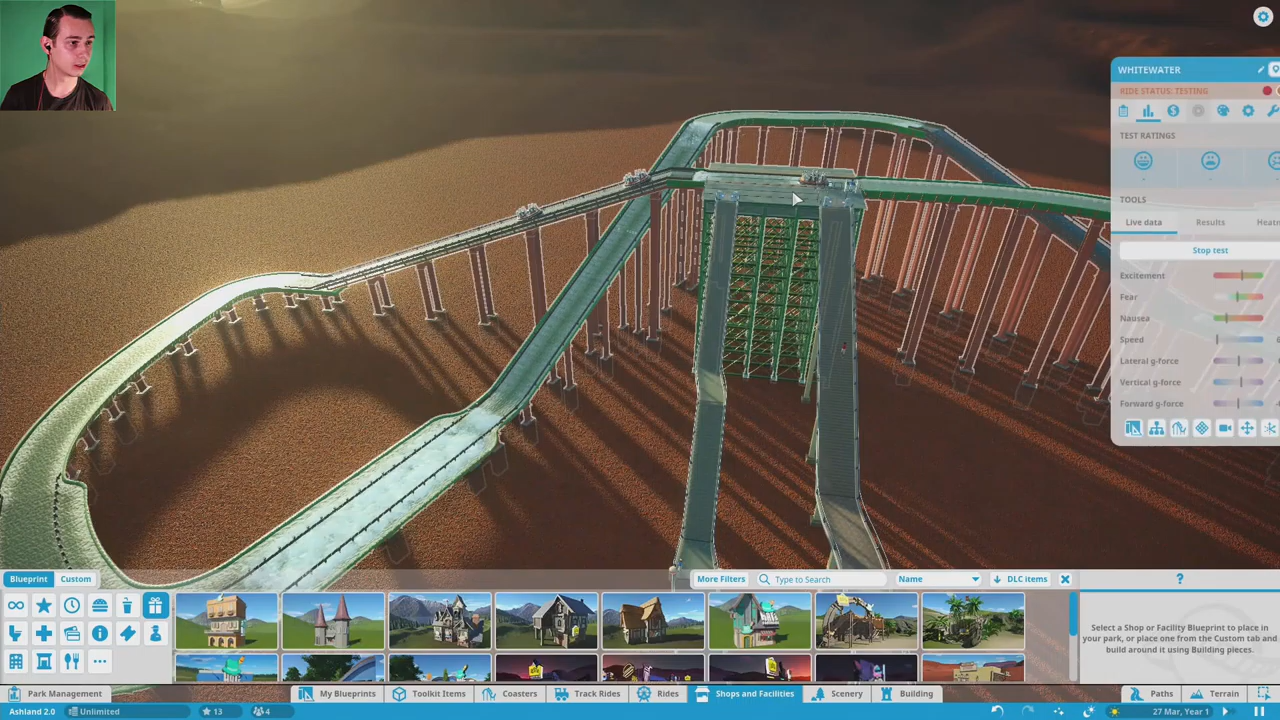 WHITEWATER
RIDE STATUS: TESTING
TEST RATINGS
TOOLS
Live data Results
Stop test
Excitement
Fear
Nausea
Speed
Lateral g-force
Vertical g-force
Forward g-force
Blueprint Custom
More Filters Type to Search Name DLC items
?
Select a Shop or Facility Blueprint to place in
your park, or place one from the Custom tab and
build around it using Building pieces.
Park Management My Blueprints Toolkit Items Coasters Track Rides Rides Shops and Facilities Scenery Building Paths Terrain
Ashland 2.0 Unlimited 13 4 27 Mar, Year 1